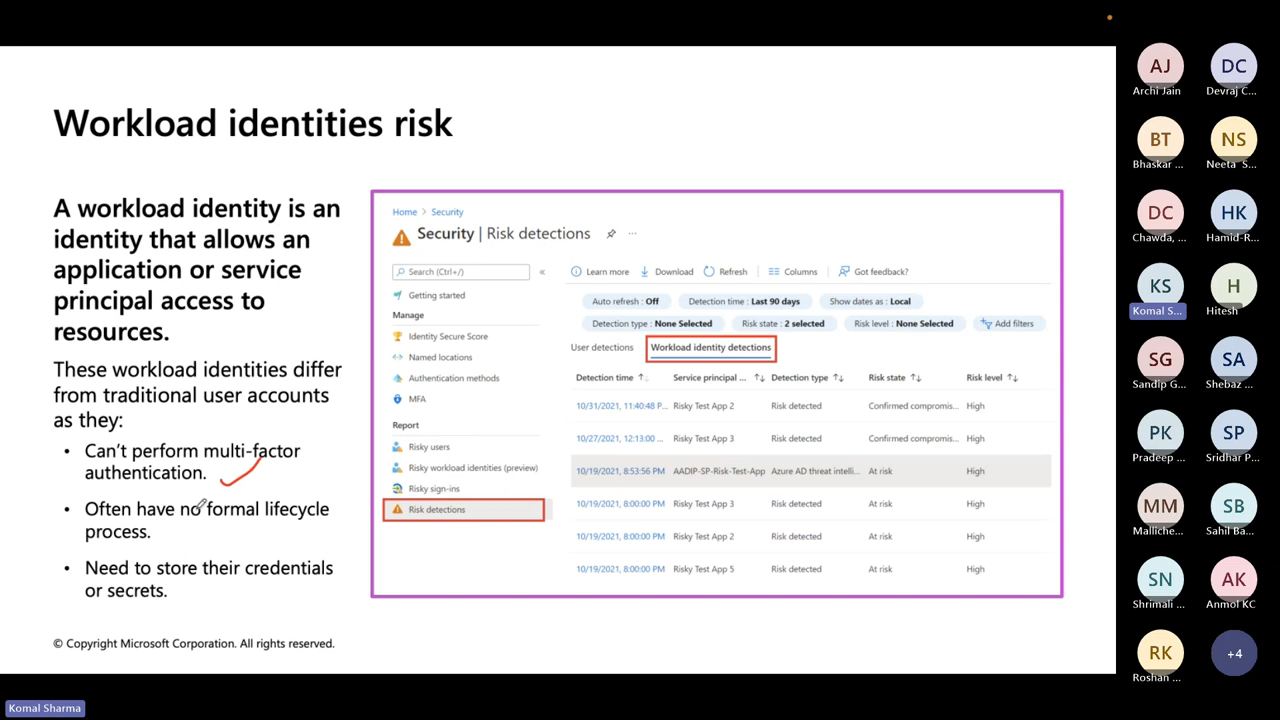 Workload identities risk
A workload identity is an
identity that allows an
application or service
principal access to
resources.
These workload identities differ
from traditional user accounts
as they:
• Can't perform multi-factor
authentication.
• Often have no formal lifecycle
process.
• Need to store their credentials
or secrets.
© Copyright Microsoft Corporation. All rights reserved.
Home > Security
Security | Risk detections ...
Search (Ctrl+/) «
Getting started
Manage
Identity Secure Score
Named locations
Authentication methods
MFA
Report
Risky users
Risky workload identities (preview)
Risky sign-ins
Risk detections
Learn more Download Refresh Columns Got feedback?
Auto refresh : Off Detection time : Last 90 days Show dates as : Local
Detection type : None Selected Risk state : 2 selected Risk level : None Selected Add filters
User detections Workload identity detections
Detection time ↑↓ Service principal ... ↑↓ Detection type ↑↓ Risk state ↑↓ Risk level ↑↓
10/31/2021, 11:40:48 P... Risky Test App 2 Risk detected Confirmed compromis... High
10/27/2021, 12:13:00 ... Risky Test App 3 Risk detected Confirmed compromis... High
10/19/2021, 8:53:56 PM AADIP-SP-Risk-Test-App Azure AD threat intelli... At risk High
10/19/2021, 8:00:00 PM Risky Test App 3 Risk detected At risk High
10/19/2021, 8:00:00 PM Risky Test App 2 Risk detected At risk High
10/19/2021, 8:00:00 PM Risky Test App 5 Risk detected At risk High
AJ DC
Archi Jain Devraj C...
BT NS
Bhaskar ... Neeta S...
DC HK
Chawda, ... Hamid-R...
KS H
Komal S... Hitesh
SG SA
Sandip G... Shebaz ...
PK SP
Pradeep ... Sridhar P...
MM SB
Malliche... Sahil Ba...
SN AK
Shrimali ... Anmol KC
RK +4
Roshan ...
Komal Sharma